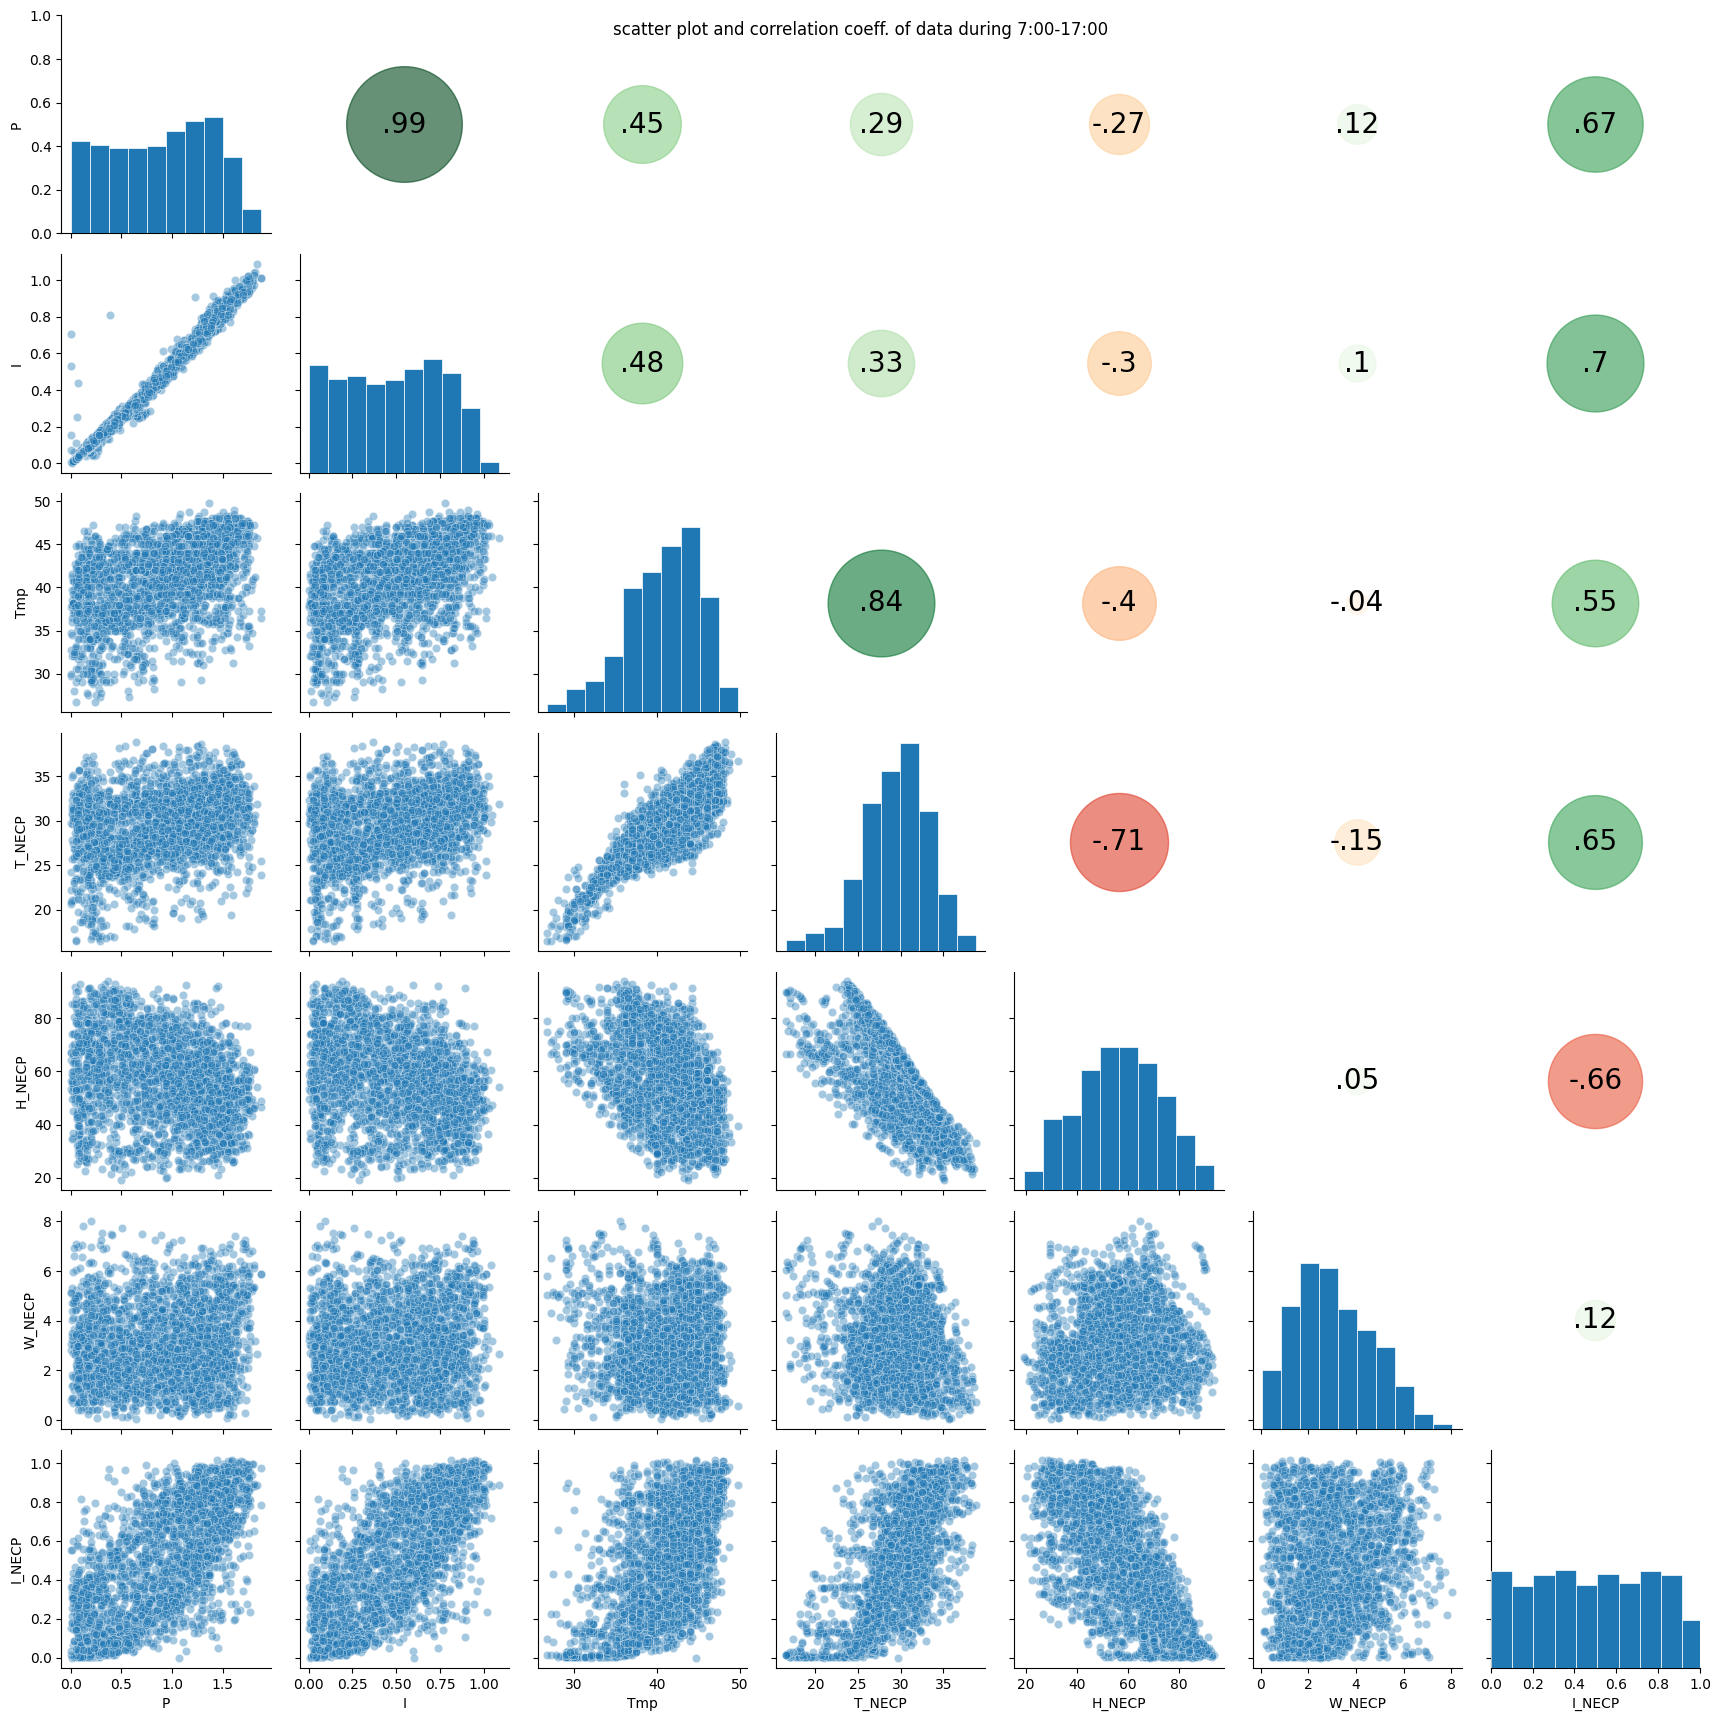 scatter plot and correlation coeff. of data during 7:00-17:00
1.0
0.8
0.6
0.4
0.2
0.0
P
.99
.45
.29
-.27
.12
.67
1.0
0.8
0.6
0.4
0.2
0.0
I
.48
.33
-.3
.1
.7
50
45
40
35
30
Tmp
.84
-.4
-.04
.55
35
30
25
20
T_NECP
-.71
-.15
.65
80
60
40
20
H_NECP
.05
-.66
8
6
4
2
0
W_NECP
.12
1.0
0.8
0.6
0.4
0.2
0.0
I_NECP
0.0 0.5 1.0 1.5
0.00 0.25 0.50 0.75 1.00
30 40 50
20 25 30 35
20 40 60 80
0 2 4 6 8
0.0 0.2 0.4 0.6 0.8 1.0
P
I
Tmp
T_NECP
H_NECP
W_NECP
I_NECP